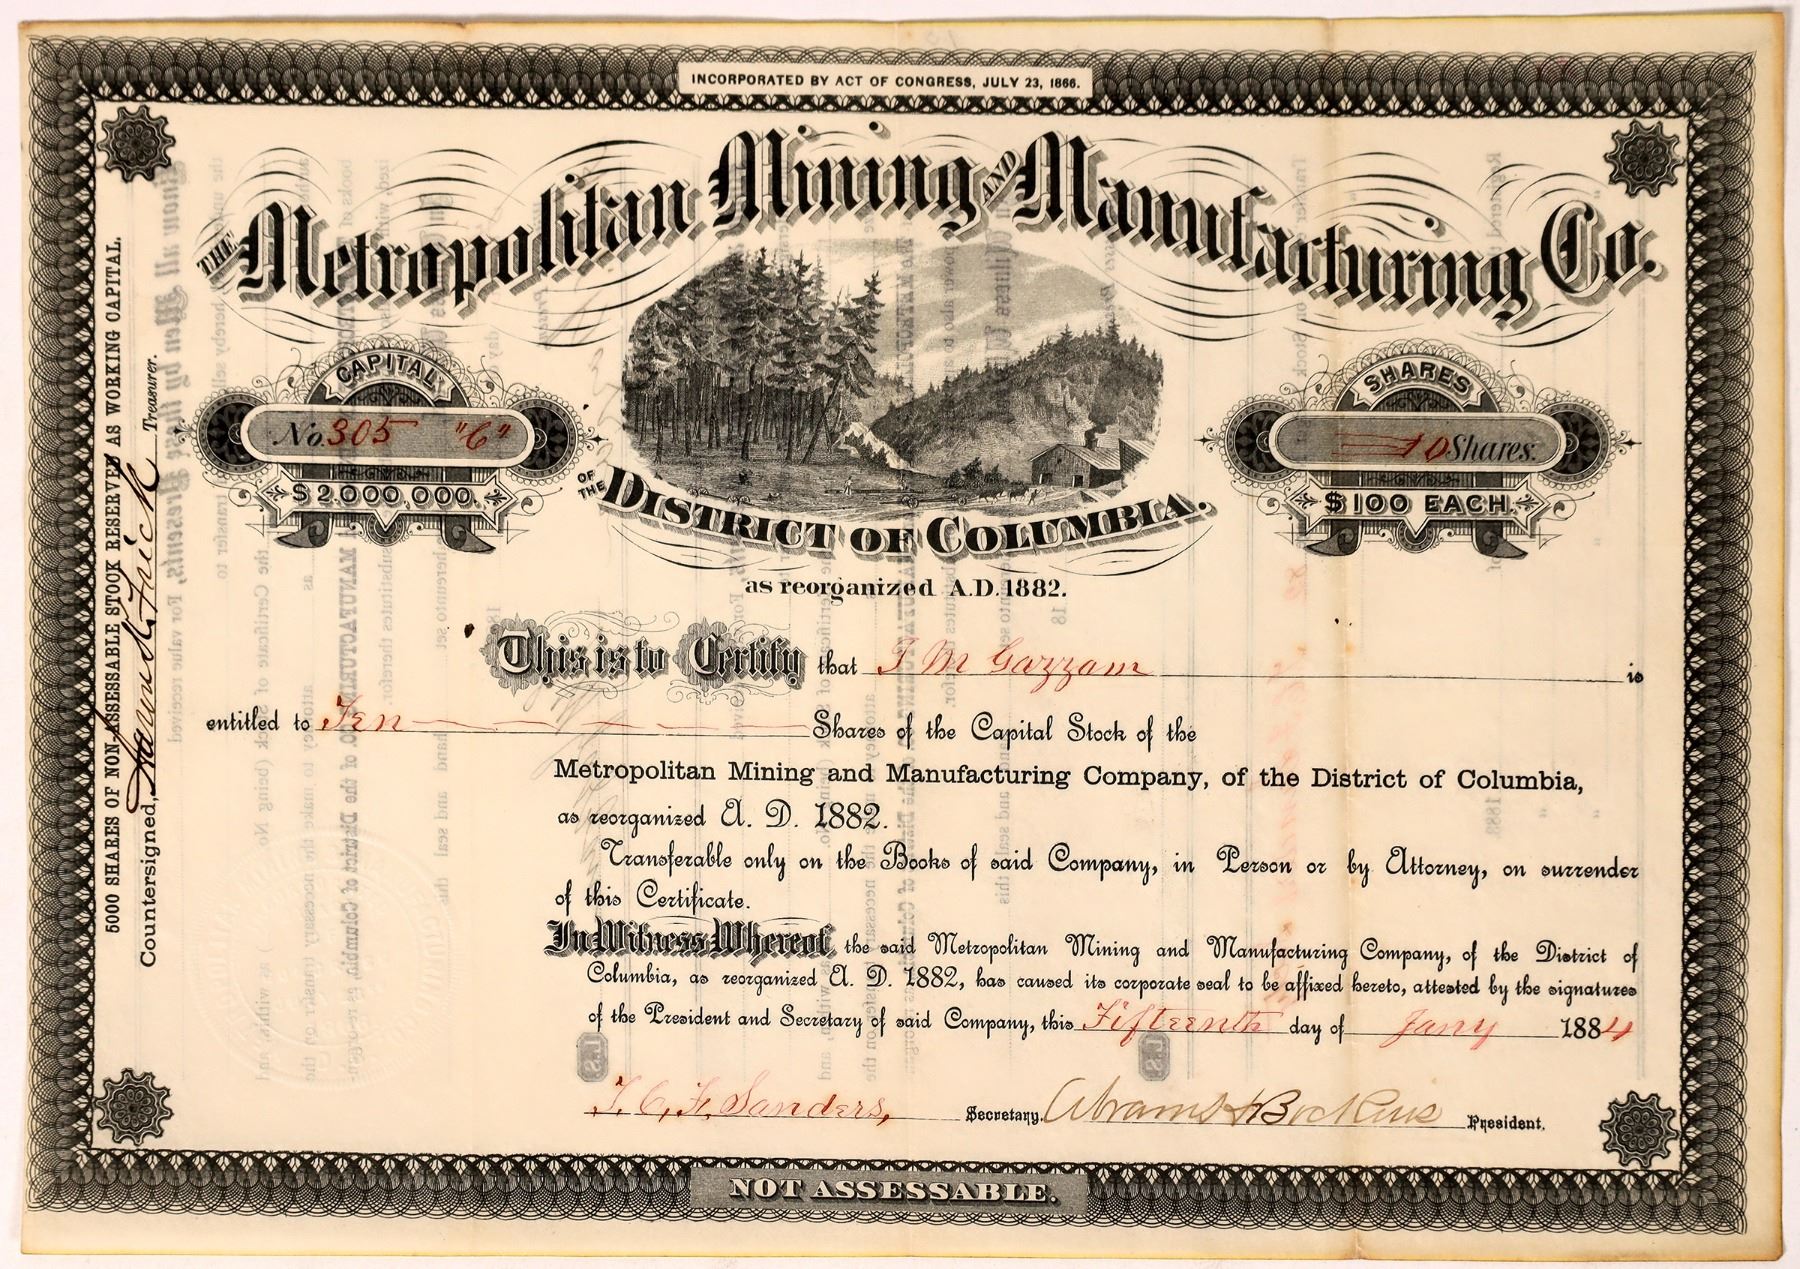 INCORPORATED BY ACT OF CONGRESS, JULY 23, 1866.
THE Metropolitan Mining AND Manufacturing Co.
CAPITAL
No. 305 "C"
$2,000,000.
SHARES
10 Shares.
$100 EACH.
OF THE DISTRICT OF COLUMBIA.
as reorganized A.D. 1882.
This is to Certify that J M Gazzam is
entitled to Ten Shares of the Capital Stock of the
Metropolitan Mining and Manufacturing Company, of the District of Columbia,
as reorganized A. D. 1882.
Transferable only on the Books of said Company, in Person or by Attorney, on surrender
of this Certificate.
In Witness Whereof, the said Metropolitan Mining and Manufacturing Company, of the District of
Columbia, as reorganized A. D. 1882, has caused its corporate seal to be affixed hereto, attested by the signatures
of the President and Secretary of said Company, this Fifteenth day of Jany 1884
L.S. L.S.
T. C. F. Sanders, Secretary. President.
NOT ASSESSABLE.
5000 SHARES OF NON-ASSESSABLE STOCK RESERVED AS WORKING CAPITAL.
Countersigned, Frick Treasurer.